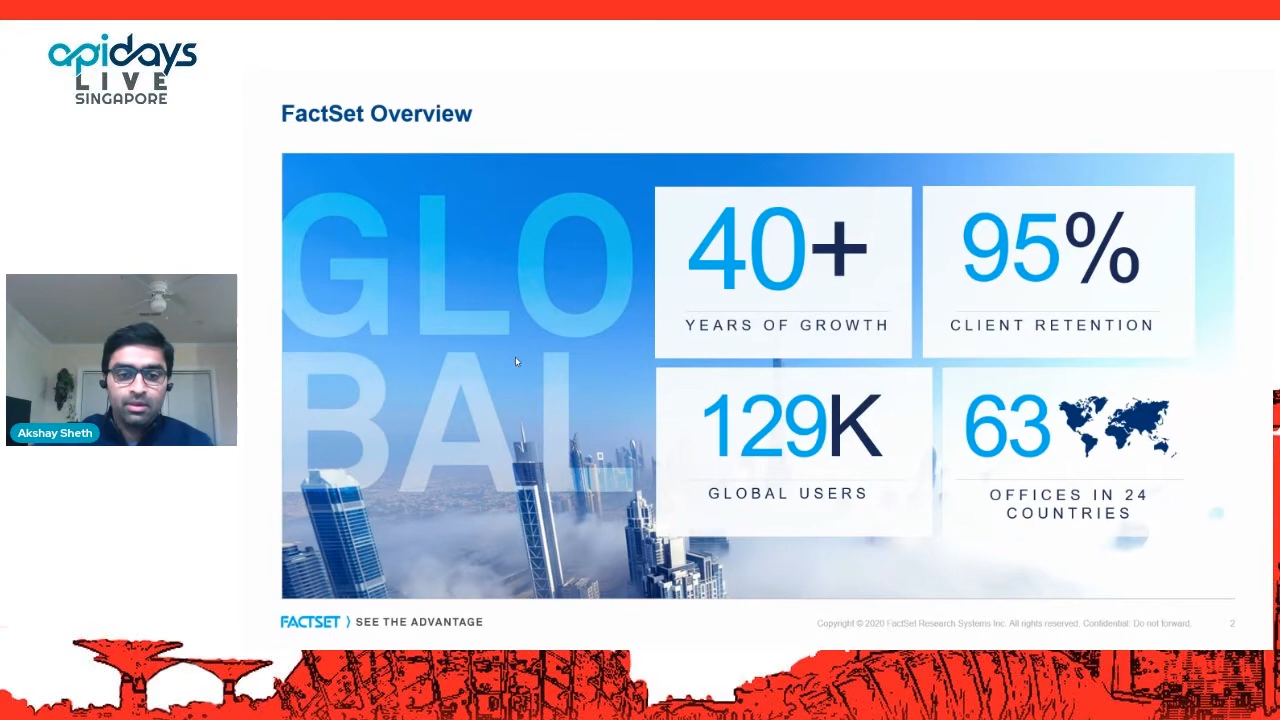 apidays
LIVE
SINGAPORE
FactSet Overview
GLO
BAL
40+
YEARS OF GROWTH
95%
CLIENT RETENTION
129K
GLOBAL USERS
63
OFFICES IN 24
COUNTRIES
Akshay Sheth
FACTSET ⟩ SEE THE ADVANTAGE
Copyright © 2020 FactSet Research Systems Inc. All rights reserved. Confidential: Do not forward.
2